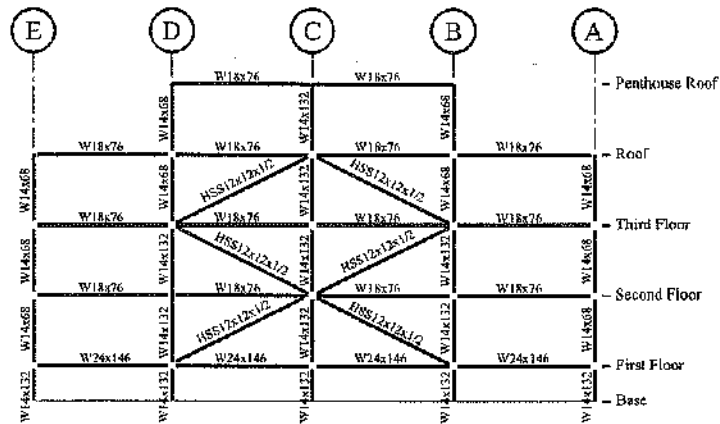 E D C B A
W18x76 W18x76
Penthouse Roof
W14x68 W14x132 W14x68
W18x76 W18x76 W18x76 W18x76
Roof
W14x68 W14x68 HSS12x12x1/2 W14x132 HSS12x12x1/2 W14x68 W14x68
W18x76 W18x76 W18x76 W18x76
Third Floor
W14x68 W14x132 HSS12x12x1/2 W14x132 HSS12x12x1/2 W14x132 W14x68
W18x76 W18x76 W18x76 W18x76
Second Floor
W14x68 W14x132 HSS12x12x1/2 W14x132 HSS12x12x1/2 W14x132 W14x68
W24x146 W24x146 W24x146 W24x146
First Floor
W14x132 W14x132 W14x132 W14x132 W14x132
Base